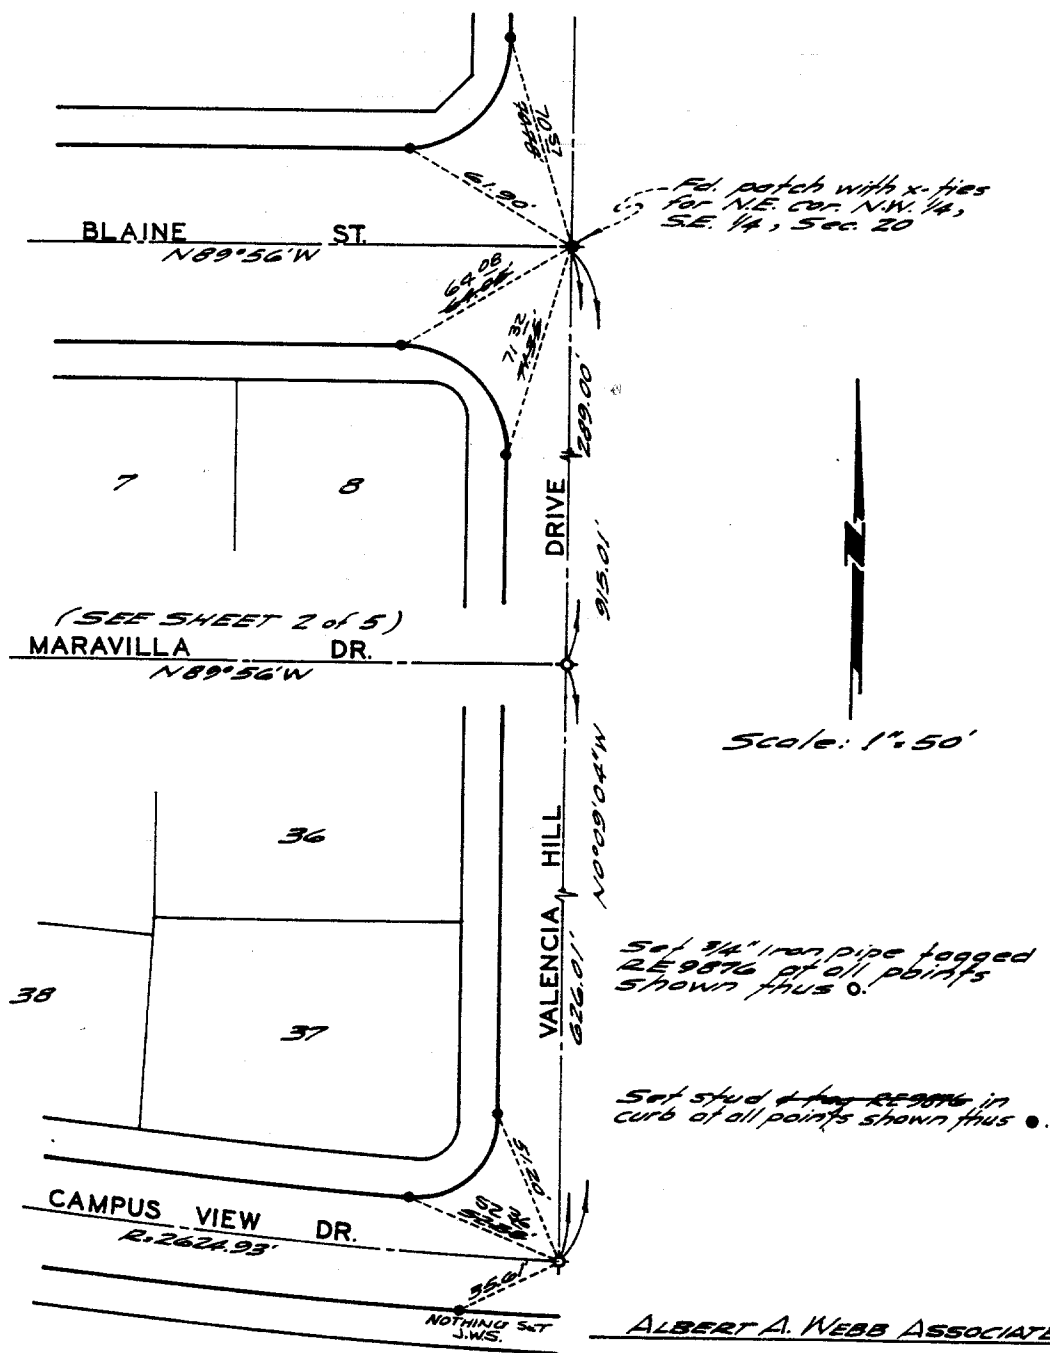 70.57
61.90'
Fd. patch with x-ties
for N.E. cor. N.W. 1/4,
S.E. 1/4, Sec. 20
BLAINE ST.
N89°56'W
64.08
71.32
289.00'
7
8
DRIVE
915.01'
(SEE SHEET 2 of 5)
MARAVILLA DR.
N89°56'W
Scale: 1"=50'
N0°09'04"W
36
HILL
VALENCIA
626.01'
Set 3/4" iron pipe tagged
RE 9876 at all points
shown thus o.
38
37
Set stud & tag RE9876 in
curb at all points shown thus ●.
51.20'
CAMPUS VIEW DR.
R=2624.93'
35.61'
NOTHING SET
J.W.S.
ALBERT A. WEBB ASSOCIATE